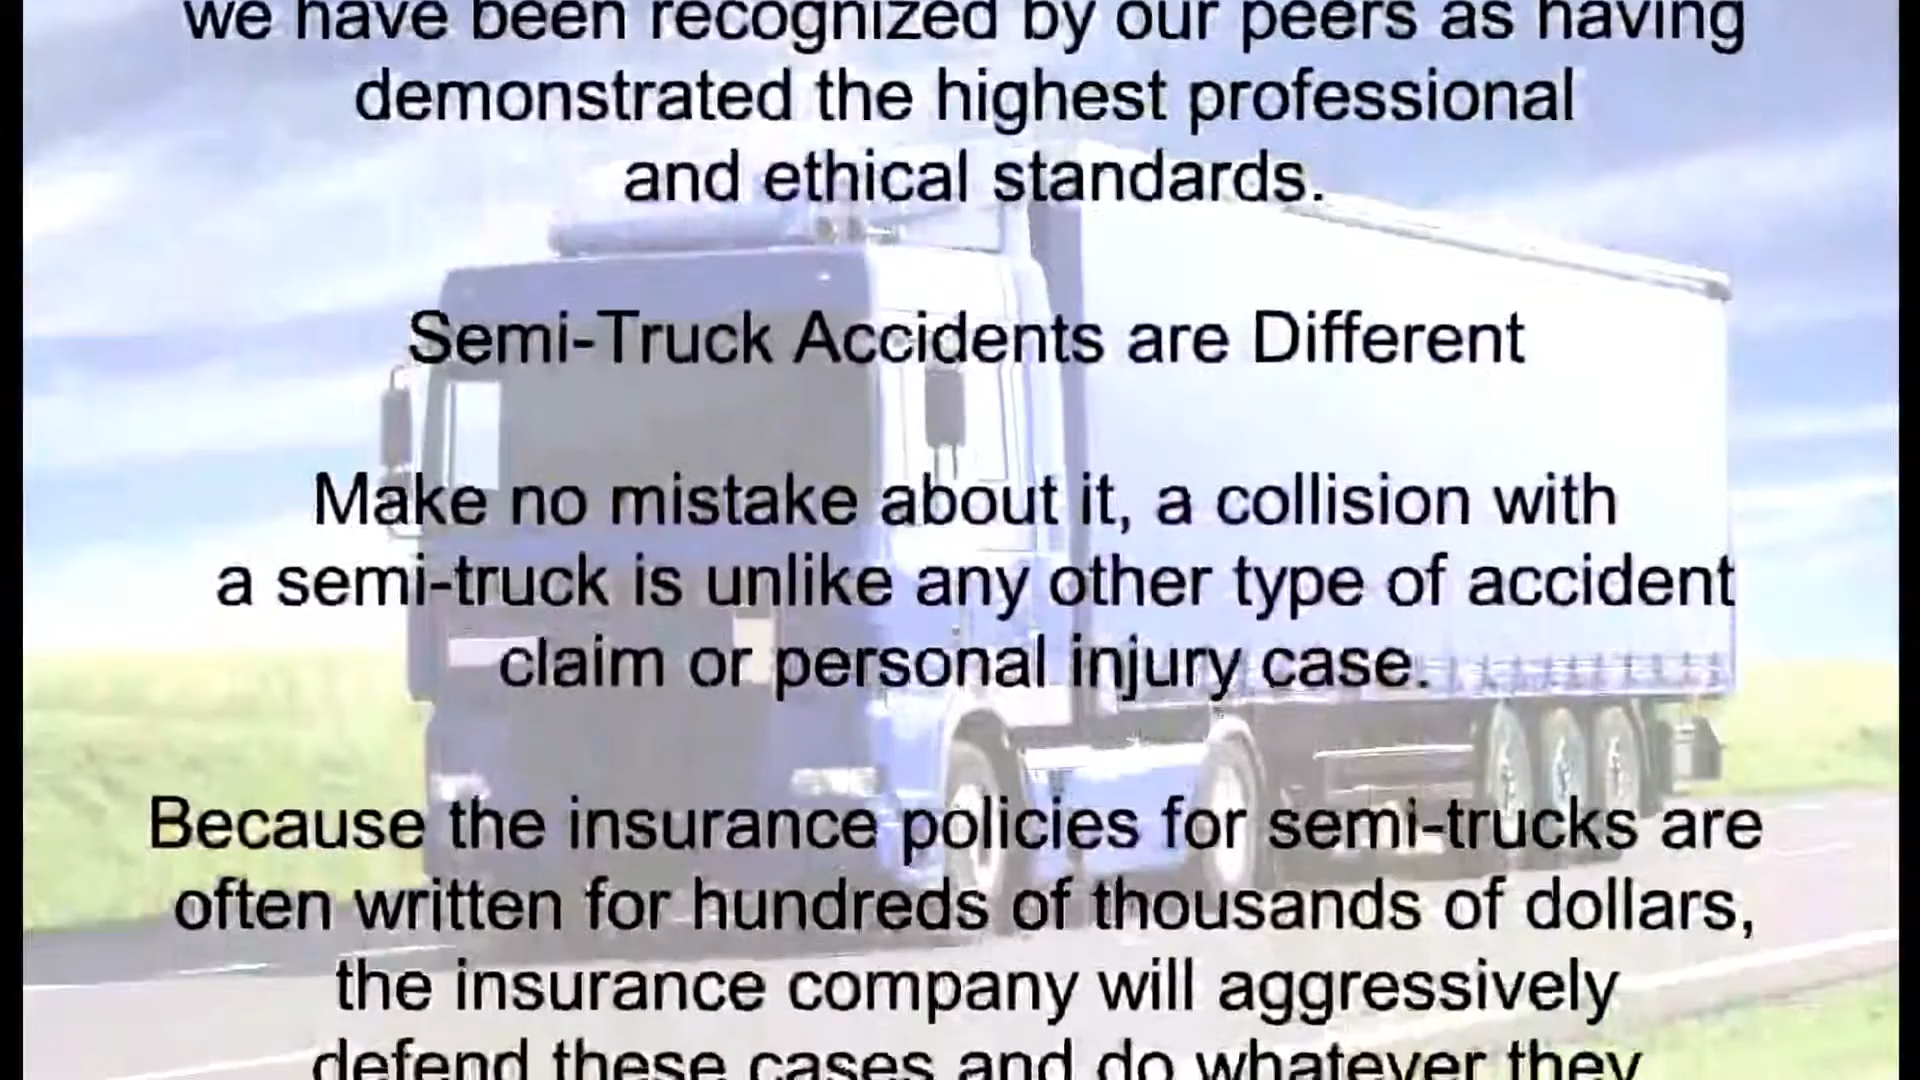 we have been recognized by our peers as having
demonstrated the highest professional
and ethical standards.
Semi-Truck Accidents are Different
Make no mistake about it, a collision with
a semi-truck is unlike any other type of accident
claim or personal injury case.
Because the insurance policies for semi-trucks are
often written for hundreds of thousands of dollars,
the insurance company will aggressively
defend these cases and do whatever they